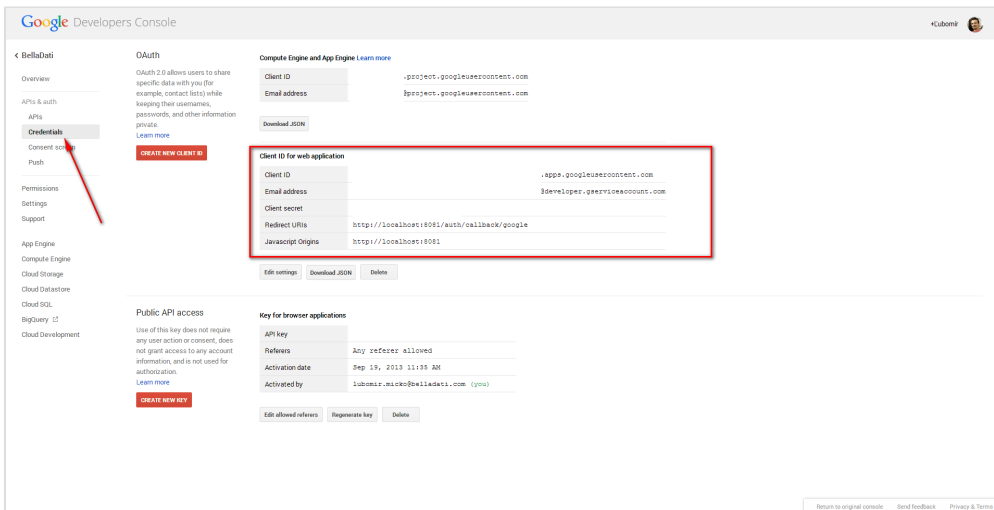 Google Developers Console
+Ľubomír
< BellaDati
Overview
APIs & auth
APIs
Credentials
Consent screen
Push
Permissions
Settings
Support
App Engine
Compute Engine
Cloud Storage
Cloud Datastore
Cloud SQL
BigQuery
Cloud Development
OAuth
OAuth 2.0 allows users to share
specific data with you (for
example, contact lists) while
keeping their usernames,
passwords, and other information
private.
Learn more
CREATE NEW CLIENT ID
Compute Engine and App Engine Learn more
Client ID .project.googleusercontent.com
Email address @project.googleusercontent.com
Download JSON
Client ID for web application
Client ID .apps.googleusercontent.com
Email address @developer.gserviceaccount.com
Client secret
Redirect URIs http://localhost:8081/auth/callback/google
Javascript Origins http://localhost:8081
Edit settings Download JSON Delete
Public API access
Use of this key does not require
any user action or consent, does
not grant access to any account
information, and is not used for
authorization.
Learn more
CREATE NEW KEY
Key for browser applications
API key
Referers Any referer allowed
Activation date Sep 19, 2013 11:35 AM
Activated by lubomir.micko@belladati.com (you)
Edit allowed referers Regenerate key Delete
Return to original console Send feedback Privacy & Terms